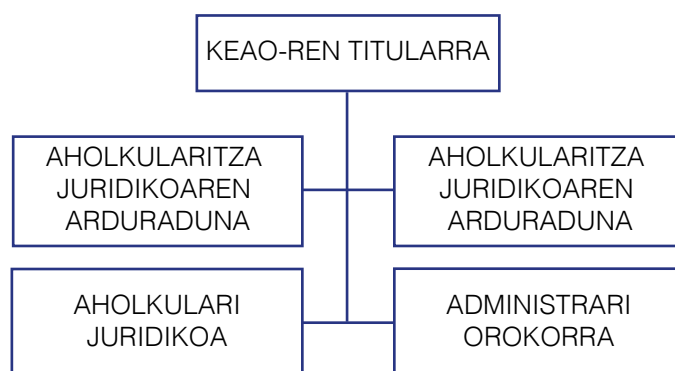 KEAO-REN TITULARRA
AHOLKULARITZA
JURIDIKOAREN
ARDURADUNA
AHOLKULARITZA
JURIDIKOAREN
ARDURADUNA
AHOLKULARI
JURIDIKOA
ADMINISTRARI
OROKORRA